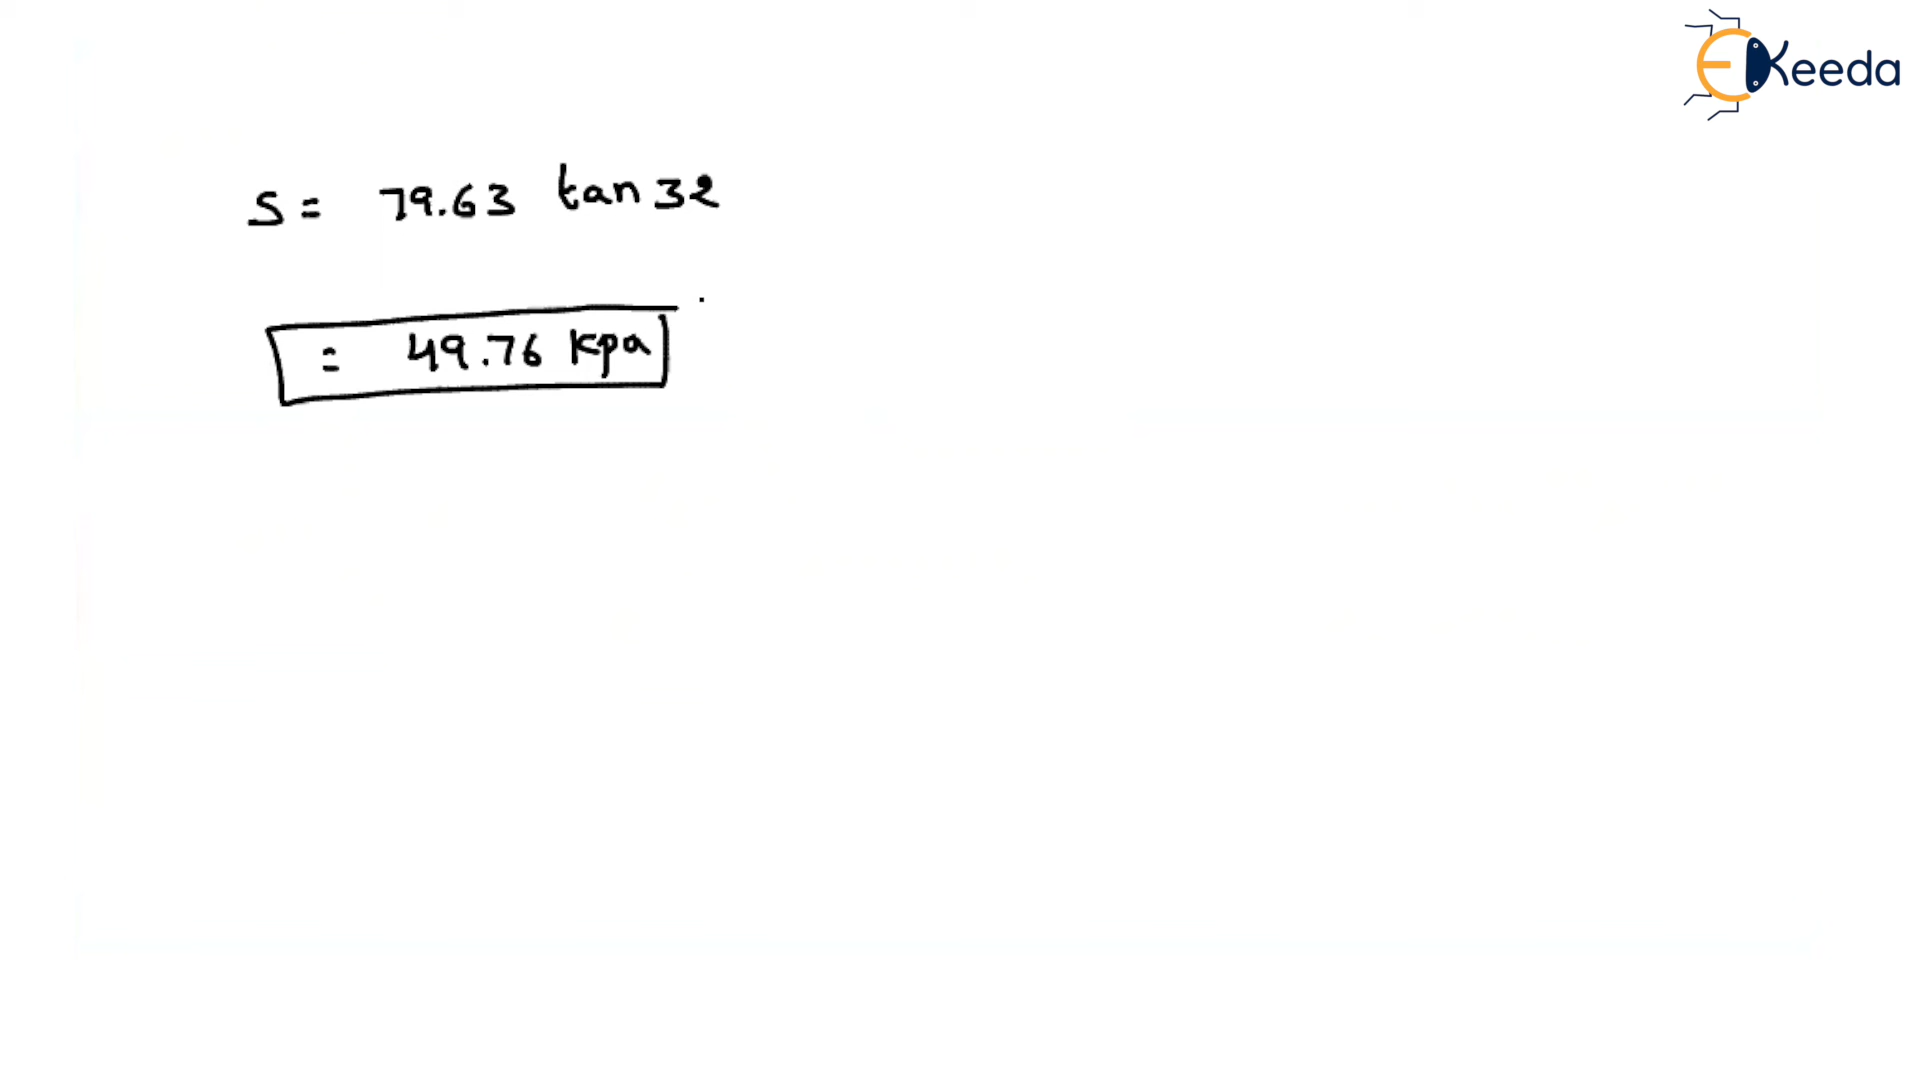 EKeeda
S = 79.63 tan 32
= 49.76 kpa